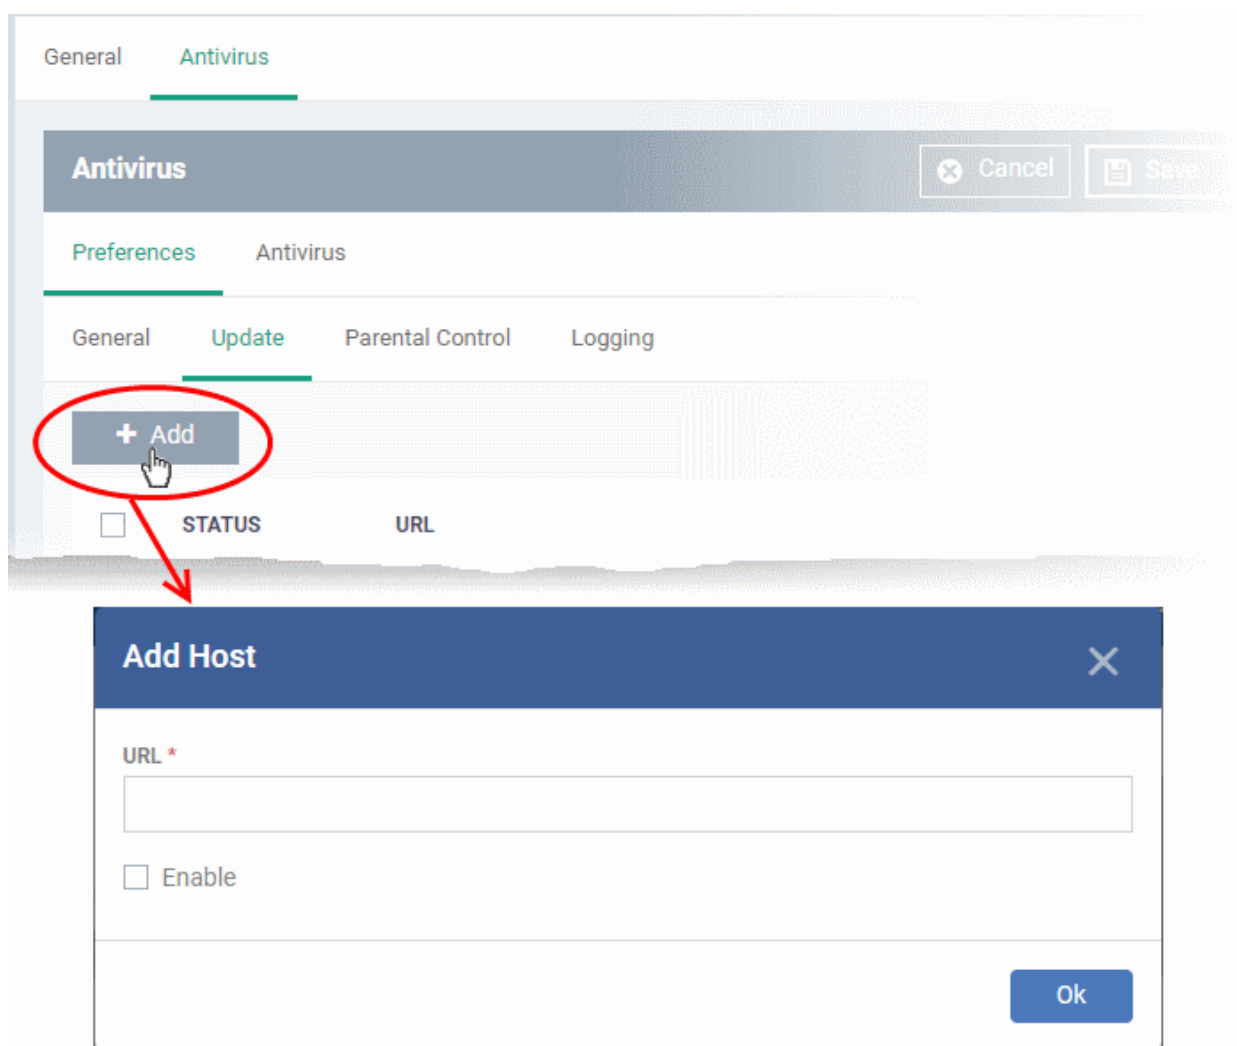 General Antivirus
Antivirus Cancel Save
Preferences Antivirus
General Update Parental Control Logging
Add
STATUS URL
Add Host
URL *
Enable
Ok